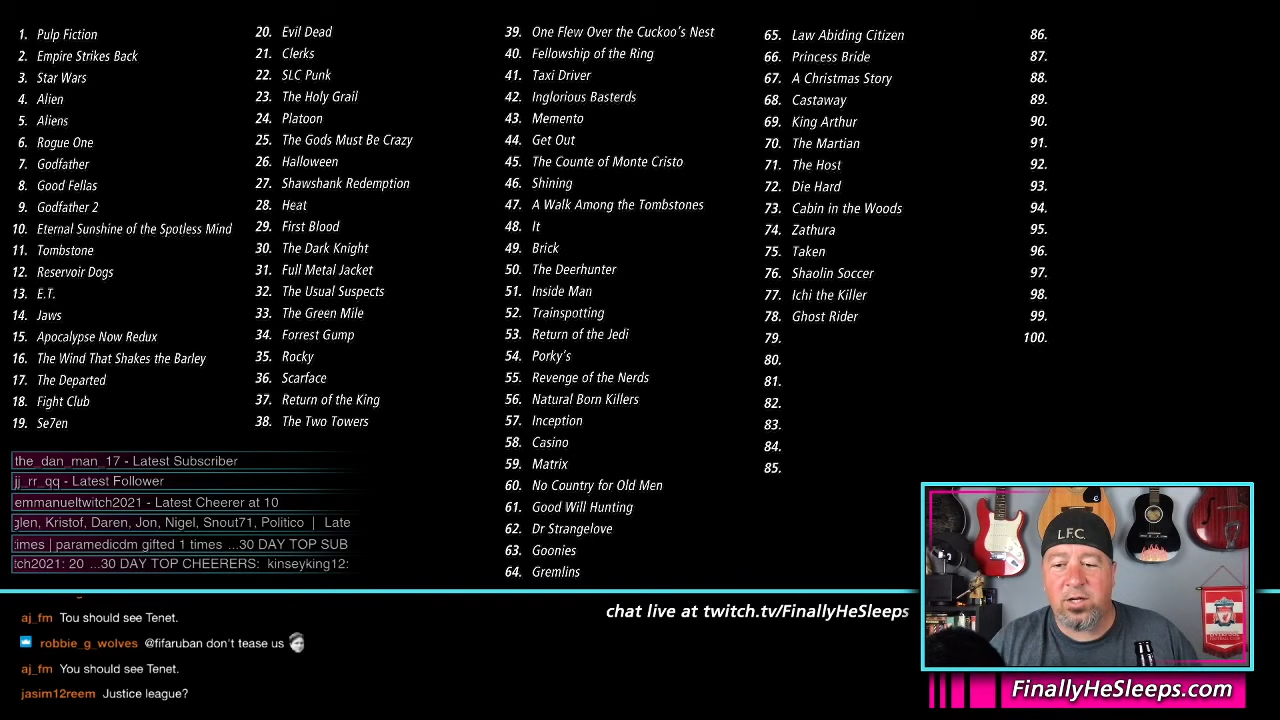 1. Pulp Fiction
2. Empire Strikes Back
3. Star Wars
4. Alien
5. Aliens
6. Rogue One
7. Godfather
8. Good Fellas
9. Godfather 2
10. Eternal Sunshine of the Spotless Mind
11. Tombstone
12. Reservoir Dogs
13. E.T.
14. Jaws
15. Apocalypse Now Redux
16. The Wind That Shakes the Barley
17. The Departed
18. Fight Club
19. Se7en
20. Evil Dead
21. Clerks
22. SLC Punk
23. The Holy Grail
24. Platoon
25. The Gods Must Be Crazy
26. Halloween
27. Shawshank Redemption
28. Heat
29. First Blood
30. The Dark Knight
31. Full Metal Jacket
32. The Usual Suspects
33. The Green Mile
34. Forrest Gump
35. Rocky
36. Scarface
37. Return of the King
38. The Two Towers
39. One Flew Over the Cuckoo's Nest
40. Fellowship of the Ring
41. Taxi Driver
42. Inglorious Basterds
43. Memento
44. Get Out
45. The Counte of Monte Cristo
46. Shining
47. A Walk Among the Tombstones
48. It
49. Brick
50. The Deerhunter
51. Inside Man
52. Trainspotting
53. Return of the Jedi
54. Porky's
55. Revenge of the Nerds
56. Natural Born Killers
57. Inception
58. Casino
59. Matrix
60. No Country for Old Men
61. Good Will Hunting
62. Dr Strangelove
63. Goonies
64. Gremlins
65. Law Abiding Citizen
66. Princess Bride
67. A Christmas Story
68. Castaway
69. King Arthur
70. The Martian
71. The Host
72. Die Hard
73. Cabin in the Woods
74. Zathura
75. Taken
76. Shaolin Soccer
77. Ichi the Killer
78. Ghost Rider
79.
80.
81.
82.
83.
84.
85.
86.
87.
88.
89.
90.
91.
92.
93.
94.
95.
96.
97.
98.
99.
100.
the_dan_man_17 - Latest Subscriber
jj_rr_qq - Latest Follower
emmanueltwitch2021 - Latest Cheerer at 10
glen, Kristof, Daren, Jon, Nigel, Snout71, Politico | Late
times | paramedicdm gifted 1 times ...30 DAY TOP SUB
tch2021: 20 ...30 DAY TOP CHEERERS: kinseyking12:
aj_fm Tou should see Tenet.
robbie_g_wolves @fifaruban don't tease us
aj_fm You should see Tenet.
jasim12reem Justice league?
chat live at twitch.tv/FinallyHeSleeps
L.F.C.
FinallyHeSleeps.com